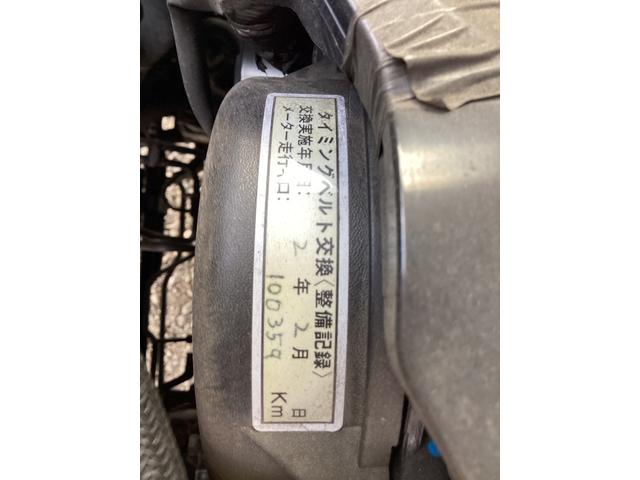 タイミングベルト交換〈整備記録〉
交換実施年月日: 2年 2月 日
メーター走行キロ: 100359 Km